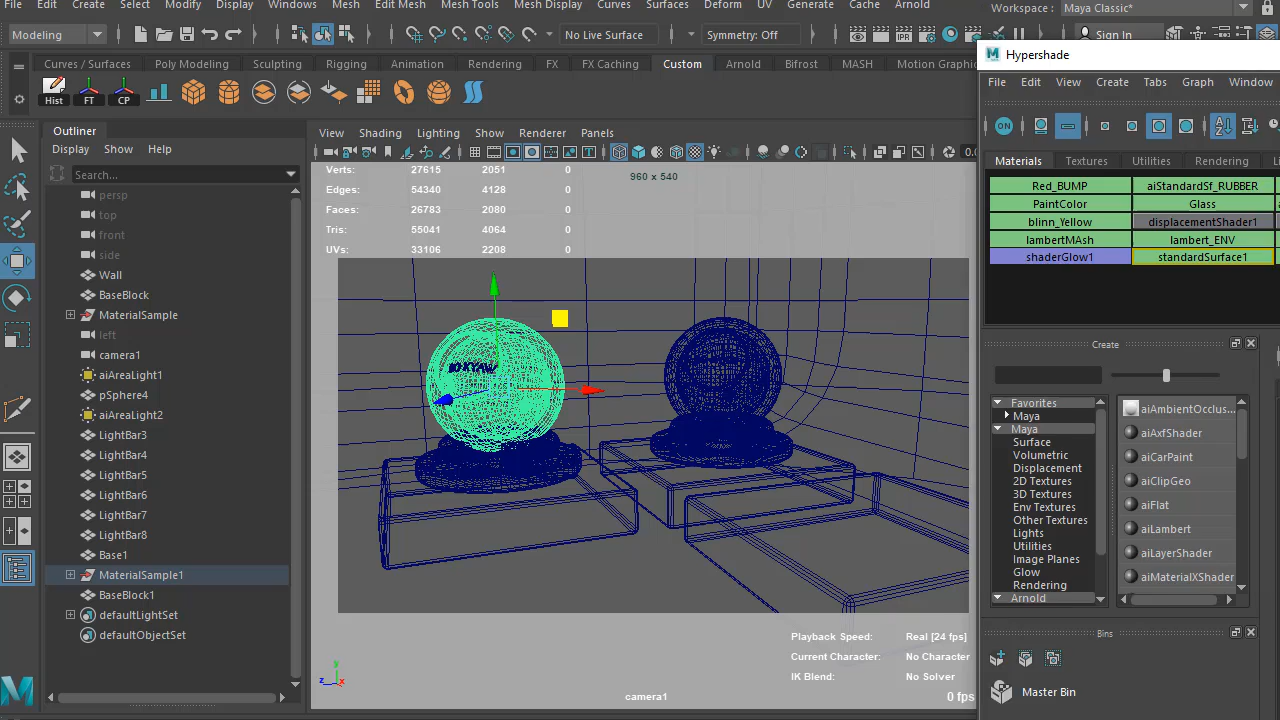 File Edit Create Select Modify Display Windows Mesh Edit Mesh Mesh Tools Mesh Display Curves Surfaces Deform UV Generate Cache Arnold
Workspace : Maya Classic*
Modeling
No Live Surface
Symmetry: Off
IPR
Sign In
Curves / Surfaces Poly Modeling Sculpti Rigging Animation Rendering FX FX Caching Custom Arnold Bifrost MASH Motion Graphi
Hist FT CP
Outliner
Display Show Help
Search...
persp
top
front
side
Wall
BaseBlock
MaterialSample
left
camera1
aiAreaLight1
pSphere4
aiAreaLight2
LightBar3
LightBar4
LightBar5
LightBar6
LightBar7
LightBar8
Base1
MaterialSample1
BaseBlock1
defaultLightSet
defaultObjectSet
View Shading Lighting Show Renderer Panels
0.0
Verts: 27615 2051 0
Edges: 54340 4128 0
Faces: 26783 2080 0
Tris: 55041 4064 0
UVs: 33106 2208 0
960 x 540
Playback Speed: Real [24 fps]
Current Character: No Character
IK Blend: No Solver
camera1
0 fps
y
z x
Hypershade
File Edit View Create Tabs Graph Window
ON
Materials Textures Utilities Rendering Li
Red_BUMP aiStandardSf_RUBBER
PaintColor Glass
blinn_Yellow displacementShader1
lambertMAsh lambert_ENV
shaderGlow1 standardSurface1
Create
Favorites
Maya
Maya
Surface
Volumetric
Displacement
2D Textures
3D Textures
Env Textures
Other Textures
Lights
Utilities
Image Planes
Glow
Rendering
Arnold
aiAmbientOcclus...
aiAxfShader
aiCarPaint
aiClipGeo
aiFlat
aiLambert
aiLayerShader
aiMaterialXShader
Bins
Master Bin